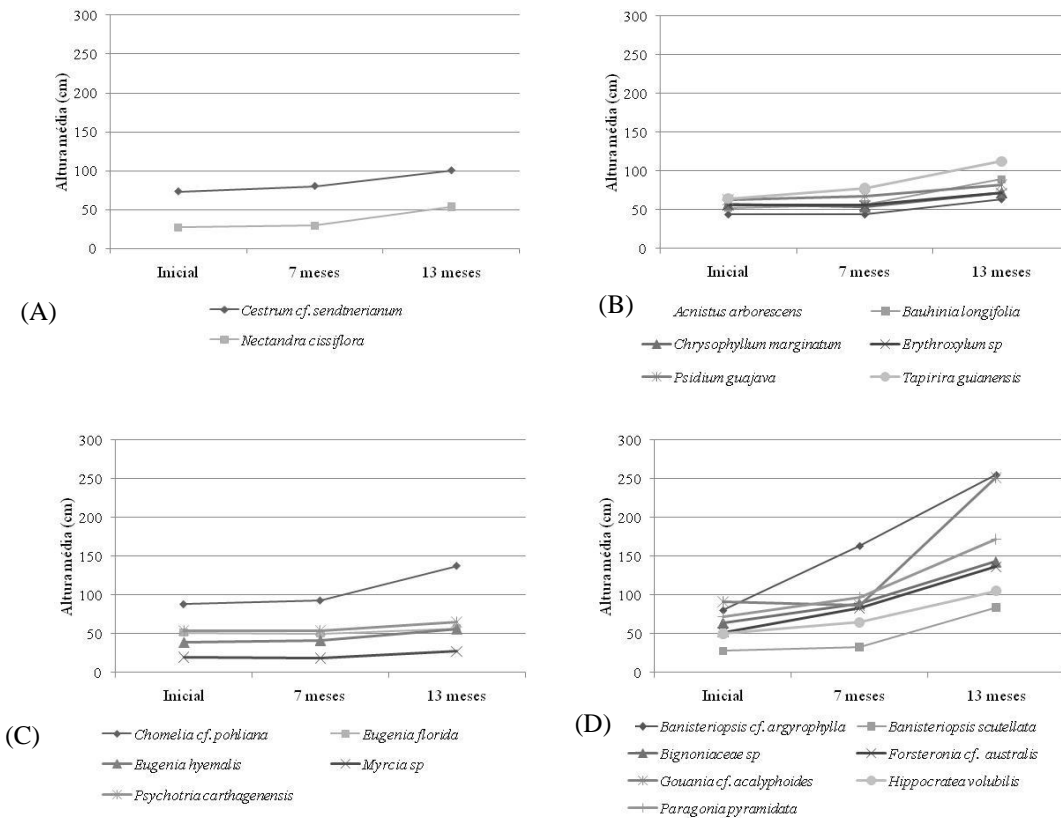 300
250
200
150
100
50
0
Altura média (cm)
Inicial 7 meses 13 meses
(A)
Cestrum cf. sendtnerianum
Nectandra cissiflora
300
250
200
150
100
50
0
Altura média (cm)
Inicial 7 meses 13 meses
(B)
Acnistus arborescens Bauhinia longifolia
Chrysophyllum marginatum Erythroxylum sp
Psidium guajava Tapirira guianensis
300
250
200
150
100
50
0
Altura média (cm)
Inicial 7 meses 13 meses
(C)
Chomelia cf. pohliana Eugenia florida
Eugenia hyemalis Myrcia sp
Psychotria carthagenensis
300
250
200
150
100
50
0
Altura média (cm)
Inicial 7 meses 13 meses
(D)
Banisteriopsis cf. argyrophylla Banisteriopsis scutellata
Bignoniaceae sp Forsteronia cf. australis
Gouania cf. acalyphoides Hippocratea volubilis
Paragonia pyramidata